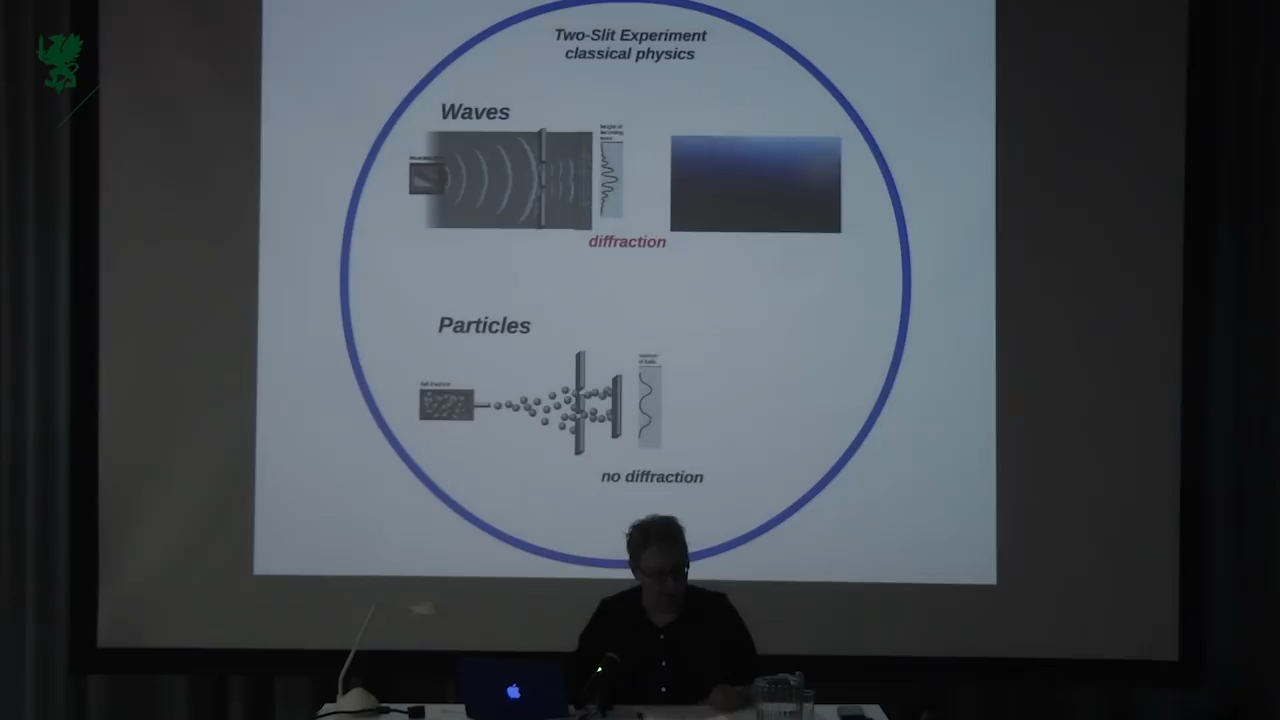 Two-Slit Experiment
classical physics
Waves
diffraction
Particles
no diffraction